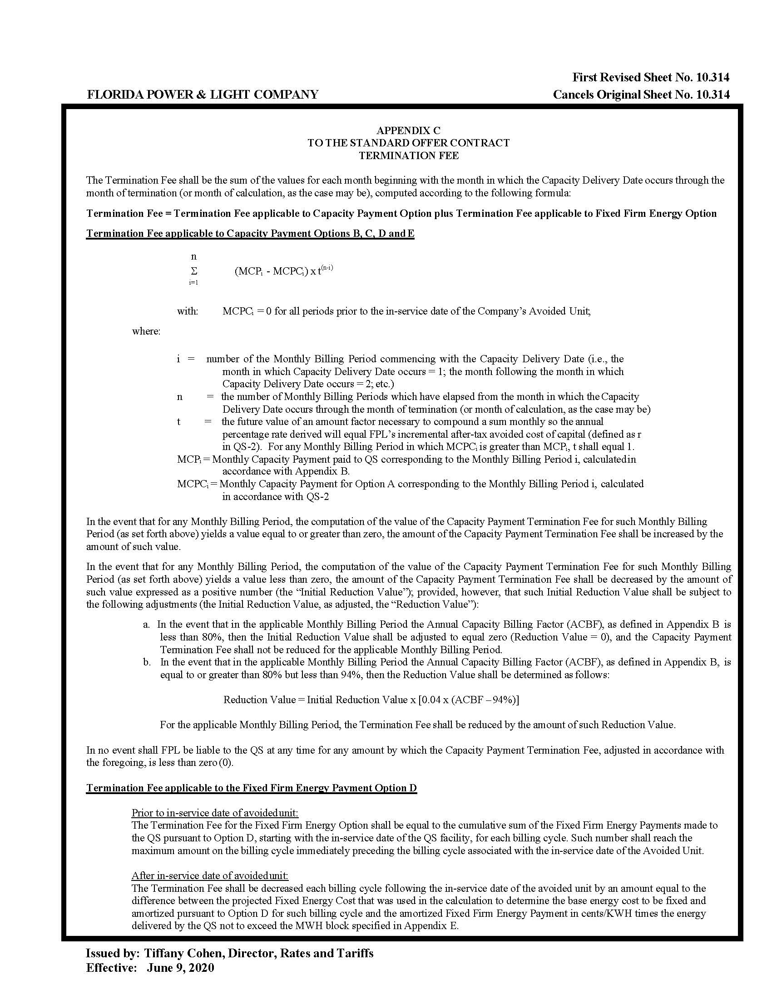 First Revised Sheet No. 10.314
FLORIDA POWER & LIGHT COMPANY Cancels Original Sheet No. 10.314
APPENDIX C
TO THE STANDARD OFFER CONTRACT
TERMINATION FEE
The Termination Fee shall be the sum of the values for each month beginning with the month in which the Capacity Delivery Date occurs through the
month of termination (or month of calculation, as the case may be), computed according to the following formula:
Termination Fee = Termination Fee applicable to Capacity Payment Option plus Termination Fee applicable to Fixed Firm Energy Option
Termination Fee applicable to Capacity Payment Options B, C, D and E
n
Σ (MCPi - MCPCi) x t(n-i)
i=1
with: MCPCi = 0 for all periods prior to the in-service date of the Company’s Avoided Unit;
where:
i = number of the Monthly Billing Period commencing with the Capacity Delivery Date (i.e., the
month in which Capacity Delivery Date occurs = 1; the month following the month in which
Capacity Delivery Date occurs = 2; etc.)
n = the number of Monthly Billing Periods which have elapsed from the month in which the Capacity
Delivery Date occurs through the month of termination (or month of calculation, as the case may be)
t = the future value of an amount factor necessary to compound a sum monthly so the annual
percentage rate derived will equal FPL’s incremental after-tax avoided cost of capital (defined as r
in QS-2). For any Monthly Billing Period in which MCPCi is greater than MCPi, t shall equal 1.
MCPi = Monthly Capacity Payment paid to QS corresponding to the Monthly Billing Period i, calculated in
accordance with Appendix B.
MCPCi = Monthly Capacity Payment for Option A corresponding to the Monthly Billing Period i, calculated
in accordance with QS-2
In the event that for any Monthly Billing Period, the computation of the value of the Capacity Payment Termination Fee for such Monthly Billing
Period (as set forth above) yields a value equal to or greater than zero, the amount of the Capacity Payment Termination Fee shall be increased by the
amount of such value.
In the event that for any Monthly Billing Period, the computation of the value of the Capacity Payment Termination Fee for such Monthly Billing
Period (as set forth above) yields a value less than zero, the amount of the Capacity Payment Termination Fee shall be decreased by the amount of
such value expressed as a positive number (the “Initial Reduction Value”); provided, however, that such Initial Reduction Value shall be subject to
the following adjustments (the Initial Reduction Value, as adjusted, the “Reduction Value”):
a. In the event that in the applicable Monthly Billing Period the Annual Capacity Billing Factor (ACBF), as defined in Appendix B is
less than 80%, then the Initial Reduction Value shall be adjusted to equal zero (Reduction Value = 0), and the Capacity Payment
Termination Fee shall not be reduced for the applicable Monthly Billing Period.
b. In the event that in the applicable Monthly Billing Period the Annual Capacity Billing Factor (ACBF), as defined in Appendix B, is
equal to or greater than 80% but less than 94%, then the Reduction Value shall be determined as follows:
Reduction Value = Initial Reduction Value x [0.04 x (ACBF – 94%)]
For the applicable Monthly Billing Period, the Termination Fee shall be reduced by the amount of such Reduction Value.
In no event shall FPL be liable to the QS at any time for any amount by which the Capacity Payment Termination Fee, adjusted in accordance with
the foregoing, is less than zero (0).
Termination Fee applicable to the Fixed Firm Energy Payment Option D
Prior to in-service date of avoided unit:
The Termination Fee for the Fixed Firm Energy Option shall be equal to the cumulative sum of the Fixed Firm Energy Payments made to
the QS pursuant to Option D, starting with the in-service date of the QS facility, for each billing cycle. Such number shall reach the
maximum amount on the billing cycle immediately preceding the billing cycle associated with the in-service date of the Avoided Unit.
After in-service date of avoided unit:
The Termination Fee shall be decreased each billing cycle following the in-service date of the avoided unit by an amount equal to the
difference between the projected Fixed Energy Cost that was used in the calculation to determine the base energy cost to be fixed and
amortized pursuant to Option D for such billing cycle and the amortized Fixed Firm Energy Payment in cents/KWH times the energy
delivered by the QS not to exceed the MWH block specified in Appendix E.
Issued by: Tiffany Cohen, Director, Rates and Tariffs
Effective: June 9, 2020